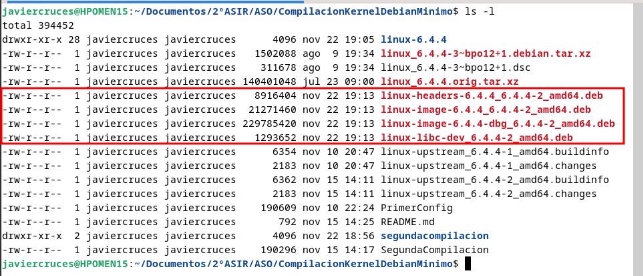 javiercruces@HPOMEN15:~/Documentos/2ºASIR/ASO/CompilacionKernelDebianMinimo$ ls -l
total 394452
drwxr-xr-x 28 javiercruces javiercruces      4096 nov 22 19:05 linux-6.4.4
-rw-r--r--  1 javiercruces javiercruces   1502088 ago  9 19:34 linux_6.4.4-3~bpo12+1.debian.tar.xz
-rw-r--r--  1 javiercruces javiercruces    311678 ago  9 19:34 linux_6.4.4-3~bpo12+1.dsc
-rw-r--r--  1 javiercruces javiercruces 140401048 jul 23 09:00 linux_6.4.4.orig.tar.xz
-rw-r--r--  1 javiercruces javiercruces   8916404 nov 22 19:13 linux-headers-6.4.4_6.4.4-2_amd64.deb
-rw-r--r--  1 javiercruces javiercruces  21271460 nov 22 19:13 linux-image-6.4.4_6.4.4-2_amd64.deb
-rw-r--r--  1 javiercruces javiercruces 229785420 nov 22 19:13 linux-image-6.4.4-dbg_6.4.4-2_amd64.deb
-rw-r--r--  1 javiercruces javiercruces   1293652 nov 22 19:13 linux-libc-dev_6.4.4-2_amd64.deb
-rw-r--r--  1 javiercruces javiercruces      6354 nov 10 20:47 linux-upstream_6.4.4-1_amd64.buildinfo
-rw-r--r--  1 javiercruces javiercruces      2183 nov 10 20:47 linux-upstream_6.4.4-1_amd64.changes
-rw-r--r--  1 javiercruces javiercruces      6362 nov 15 14:11 linux-upstream_6.4.4-2_amd64.buildinfo
-rw-r--r--  1 javiercruces javiercruces      2183 nov 15 14:11 linux-upstream_6.4.4-2_amd64.changes
-rw-r--r--  1 javiercruces javiercruces    190609 nov 10 22:24 PrimerConfig
-rw-r--r--  1 javiercruces javiercruces       792 nov 15 14:25 README.md
drwxr-xr-x  2 javiercruces javiercruces      4096 nov 22 18:56 segundacompilacion
-rw-r--r--  1 javiercruces javiercruces    190296 nov 15 14:17 SegundaCompilacion
javiercruces@HPOMEN15:~/Documentos/2ºASIR/ASO/CompilacionKernelDebianMinimo$